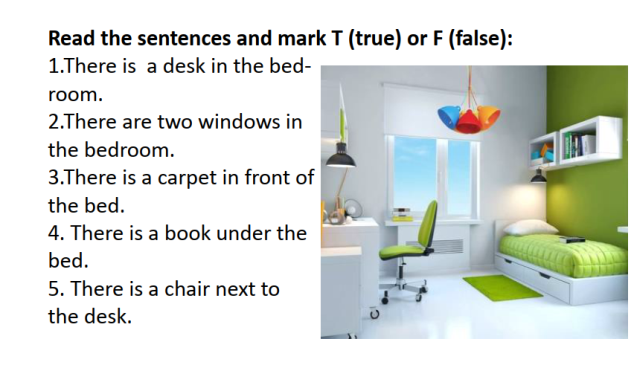 Read the sentences and mark T (true) or F (false):
1.There is  a desk in the bed-
room.
2.There are two windows in
the bedroom.
3.There is a carpet in front of
the bed.
4. There is a book under the
bed.
5. There is a chair next to
the desk.